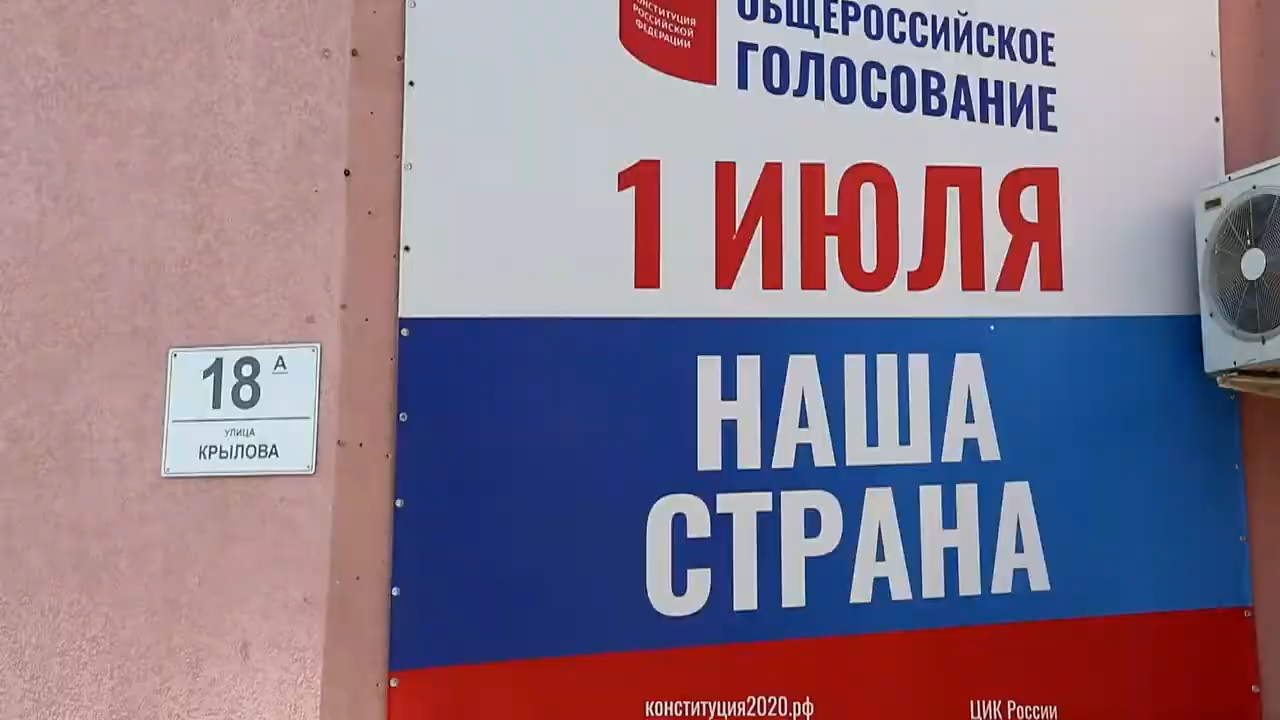 КОНСТИТУЦИЯ
РОССИЙСКОЙ
ФЕДЕРАЦИИ
ОБЩЕРОССИЙСКОЕ
ГОЛОСОВАНИЕ
1 ИЮЛЯ
НАША
СТРАНА
конституция2020.рф
ЦИК России
18 А
УЛИЦА
КРЫЛОВА